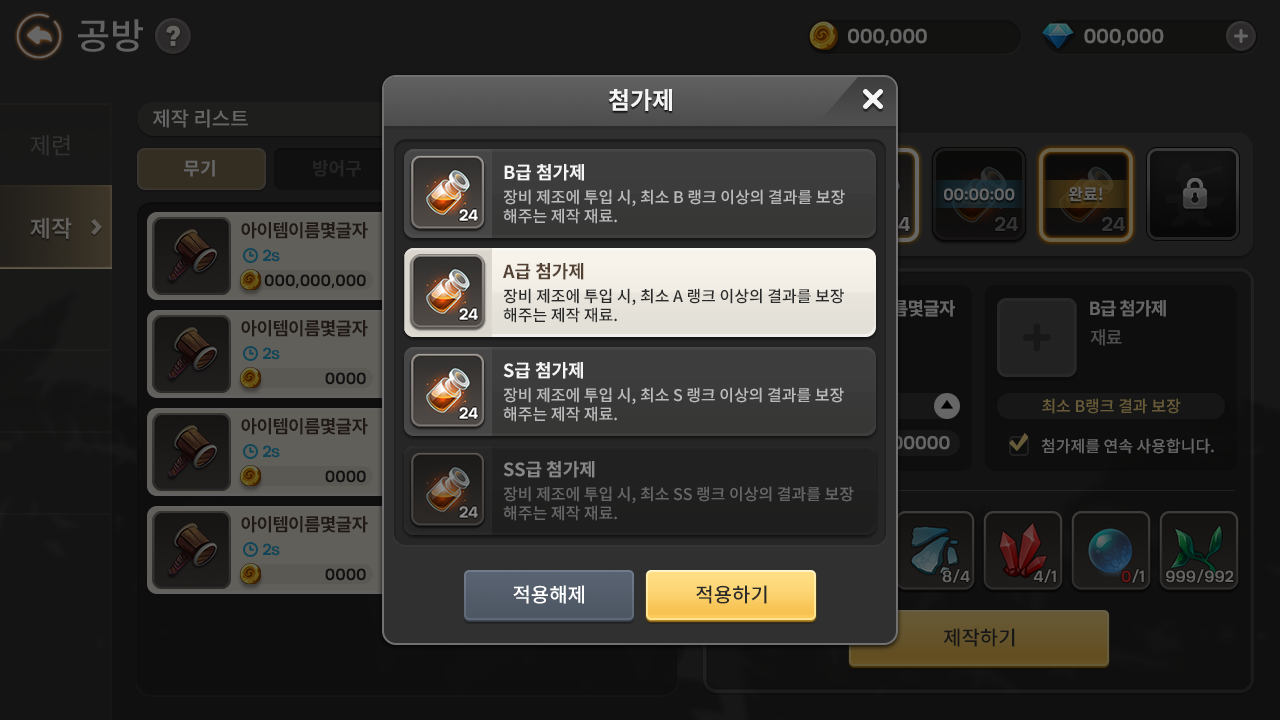 공방
?
000,000
000,000
제련
제작
제작 리스트
무기
방어구
아이템이름몇글자
2s
000,000,000
아이템이름몇글자
2s
0000
아이템이름몇글자
2s
0000
아이템이름몇글자
2s
0000
첨가제
B급 첨가제
장비 제조에 투입 시, 최소 B 랭크 이상의 결과를 보장
해주는 제작 재료.
24
A급 첨가제
장비 제조에 투입 시, 최소 A 랭크 이상의 결과를 보장
해주는 제작 재료.
24
S급 첨가제
장비 제조에 투입 시, 최소 S 랭크 이상의 결과를 보장
해주는 제작 재료.
24
SS급 첨가제
장비 제조에 투입 시, 최소 SS 랭크 이상의 결과를 보장
해주는 제작 재료.
24
적용해제
적용하기
4
00:00:00
24
완료!
24
름몇글자
B급 첨가제
재료
최소 B랭크 결과 보장
00000
첨가제를 연속 사용합니다.
8/4
4/1
0/1
999/992
제작하기